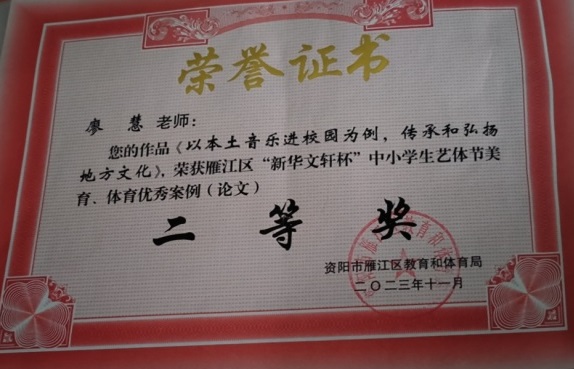 荣誉证书
廖 慧 老师：
您的作品《以本土音乐进校园为例，传承和弘扬
地方文化》，荣获雁江区“新华文轩杯”中小学生艺体节美
育、体育优秀案例（论文）
二等奖
资阳市雁江区教育和体育局
二〇二三年十一月